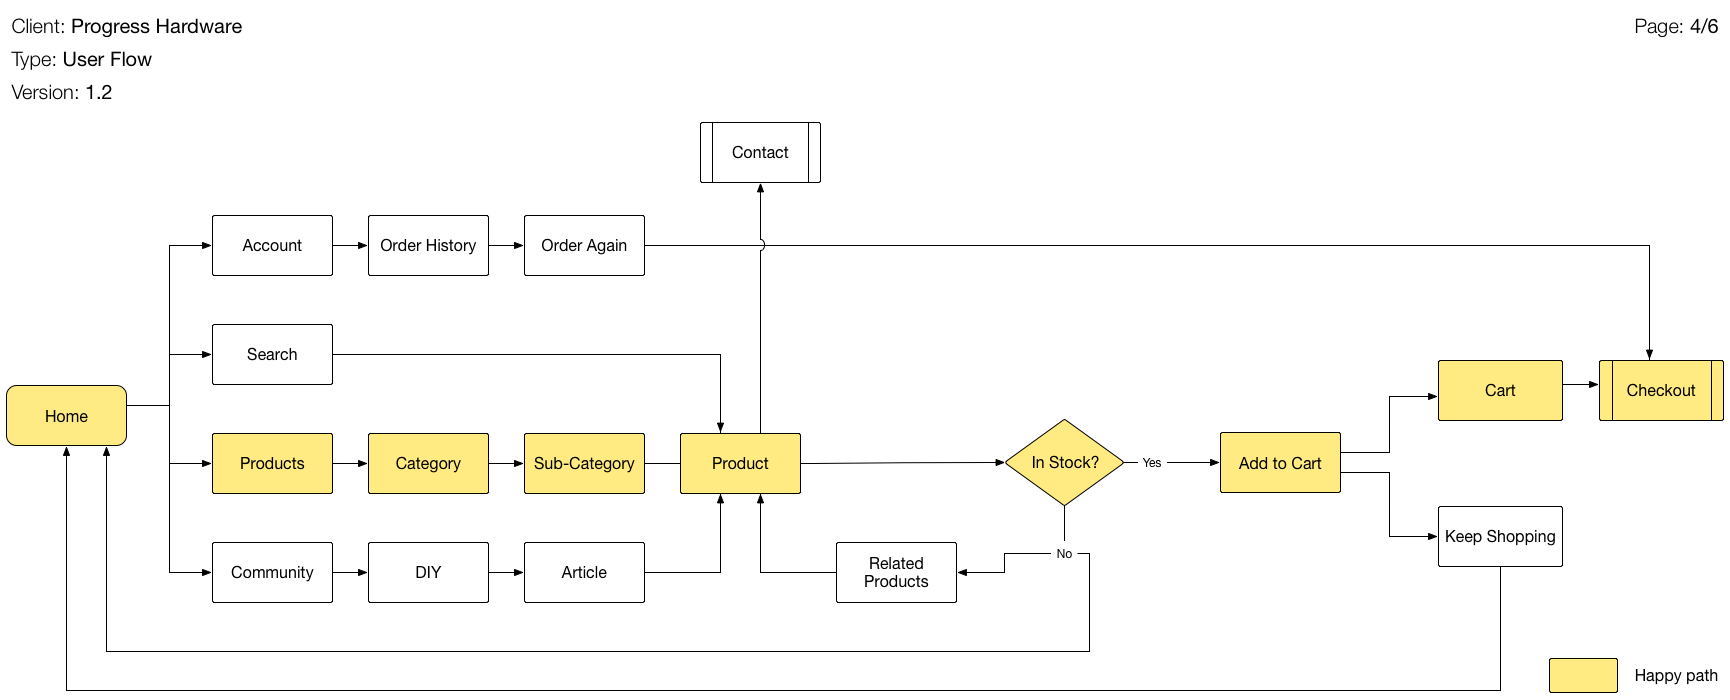 Client: Progress Hardware
Page: 4/6
Type: User Flow
Version: 1.2
Contact
Account
Order History
Order Again
Search
Home
Cart
Checkout
Products
Category
Sub-Category
Product
In Stock?
Yes
Add to Cart
Keep Shopping
No
Community
DIY
Article
Related
Products
Happy path